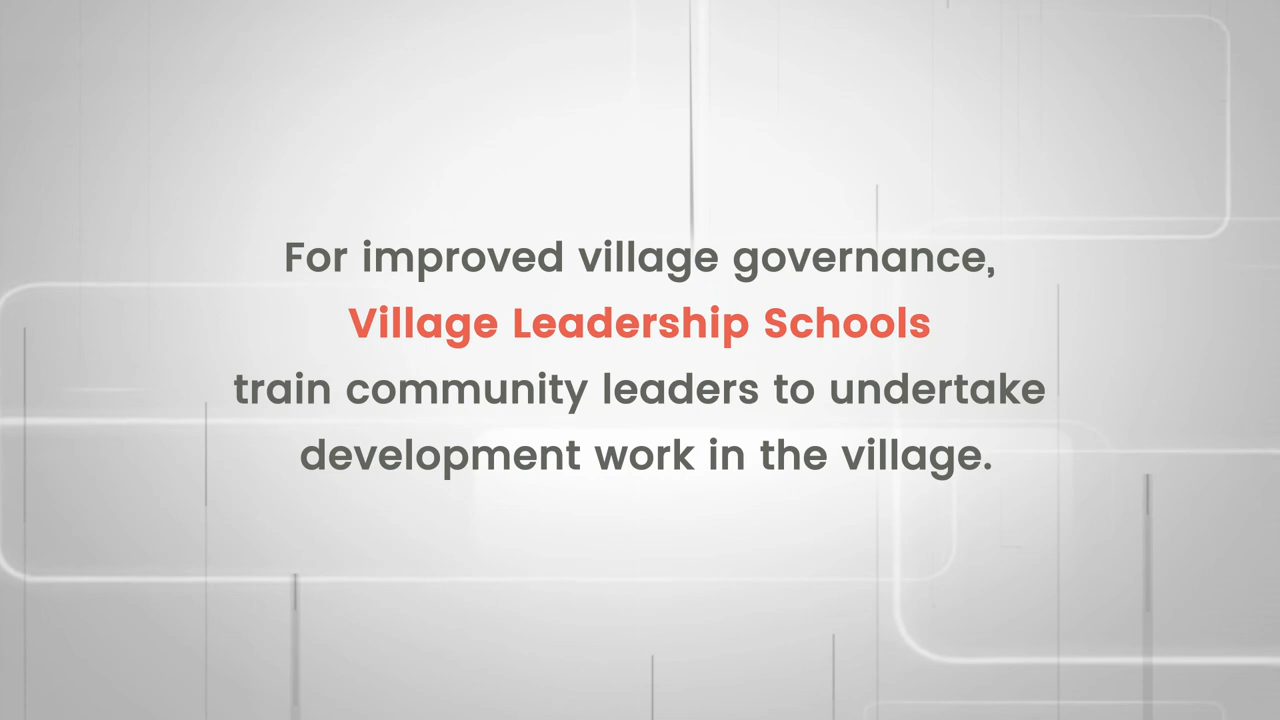 For improved village governance,
Village Leadership Schools
train community leaders to undertake
development work in the village.